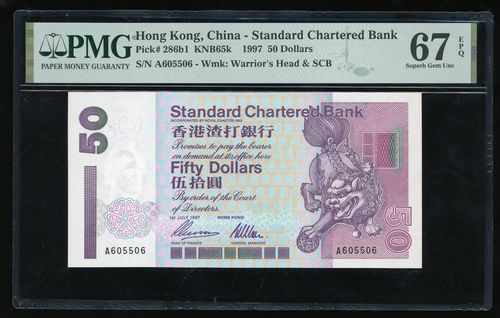 PMG
PAPER MONEY GUARANTY
Hong Kong, China - Standard Chartered Bank
Pick# 286b1 KNB65k 1997 50 Dollars
S/N A605506 - Wmk: Warrior's Head & SCB
67 EPQ
Superb Gem Unc
50
SCB
Standard Chartered Bank
INCORPORATED BY ROYAL CHARTER 1853
香港渣打銀行
Promises to pay the bearer
on demand at its office here
Fifty Dollars
伍拾圓
By order of the Court
of Directors.
1st JULY, 1997 HONG KONG
HEAD OF FINANCE GENERAL MANAGER
A605506
A605506
50